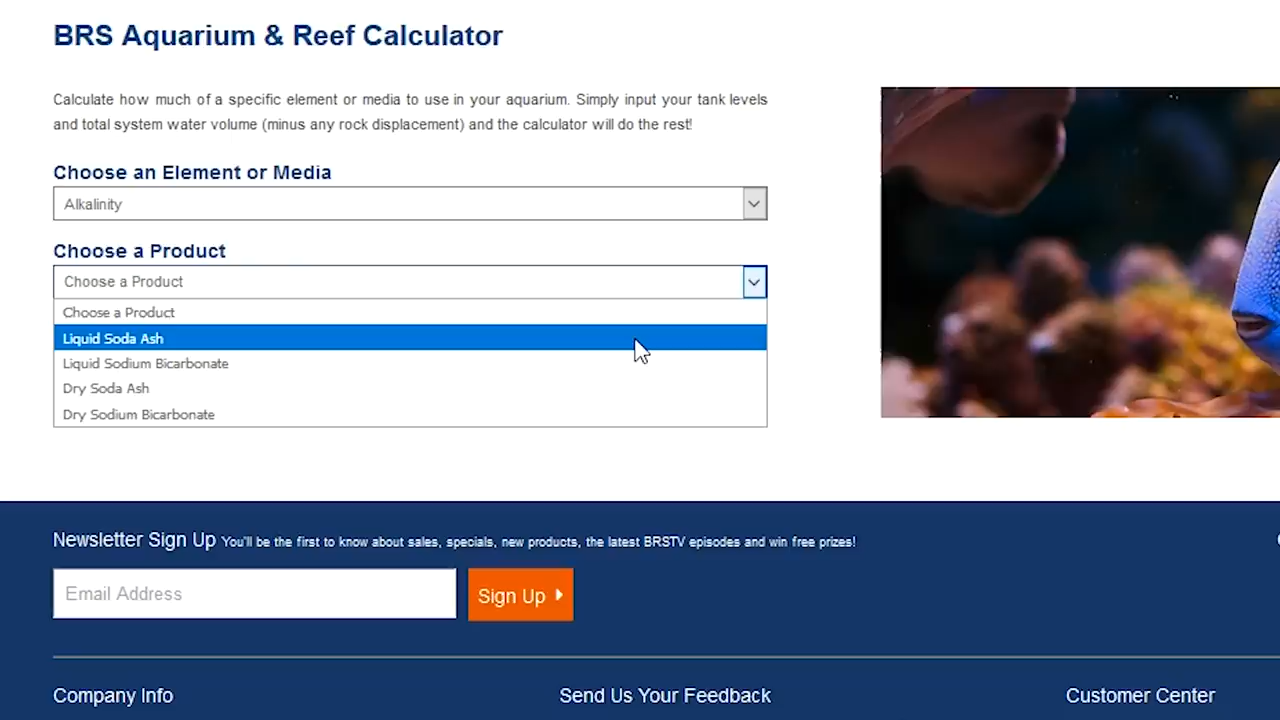 BRS Aquarium & Reef Calculator
Calculate how much of a specific element or media to use in your aquarium. Simply input your tank levels
and total system water volume (minus any rock displacement) and the calculator will do the rest!
Choose an Element or Media
Alkalinity
Choose a Product
Choose a Product
Choose a Product
Liquid Soda Ash
Liquid Sodium Bicarbonate
Dry Soda Ash
Dry Sodium Bicarbonate
Newsletter Sign Up You'll be the first to know about sales, specials, new products, the latest BRSTV episodes and win free prizes!
Email Address
Sign Up
Company Info
Send Us Your Feedback
Customer Center